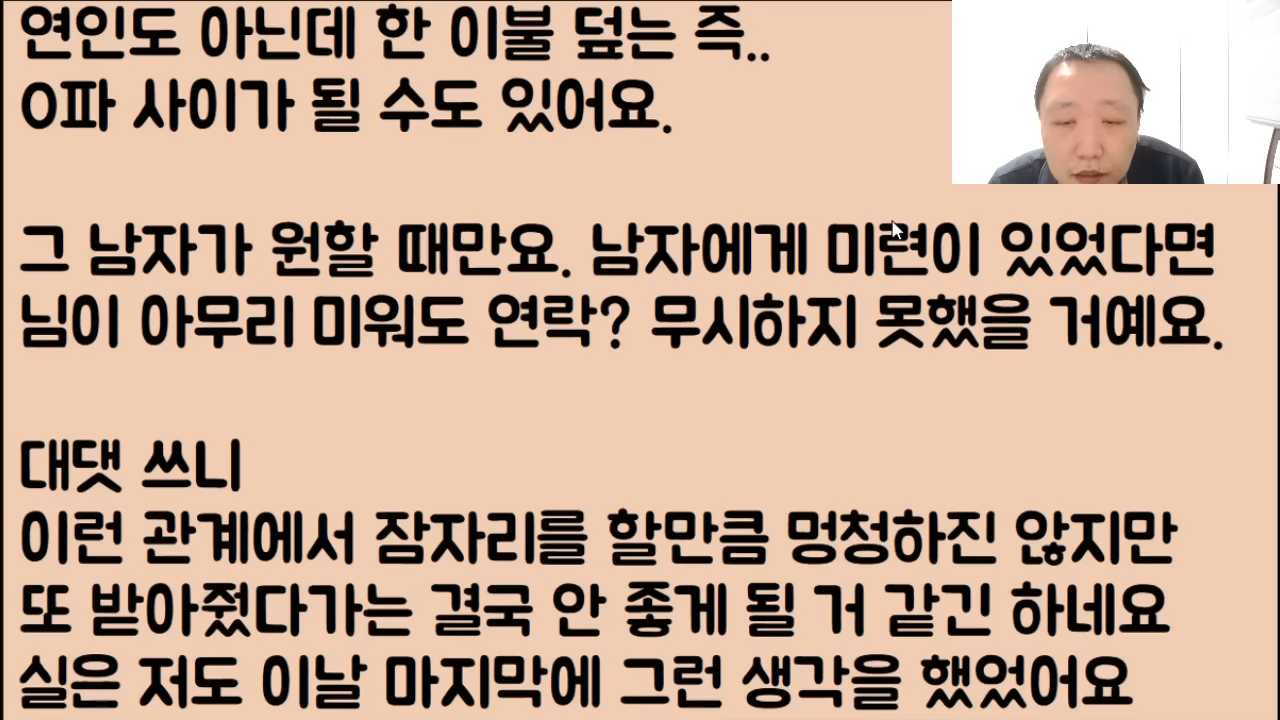 연인도 아닌데 한 이불 덮는 즉..
O파 사이가 될 수도 있어요.
그 남자가 원할 때만요. 남자에게 미련이 있었다면
님이 아무리 미워도 연락? 무시하지 못했을 거예요.
대댓 쓰니
이런 관계에서 잠자리를 할만큼 멍청하진 않지만
또 받아줬다가는 결국 안 좋게 될 거 같긴 하네요
실은 저도 이날 마지막에 그런 생각을 했었어요